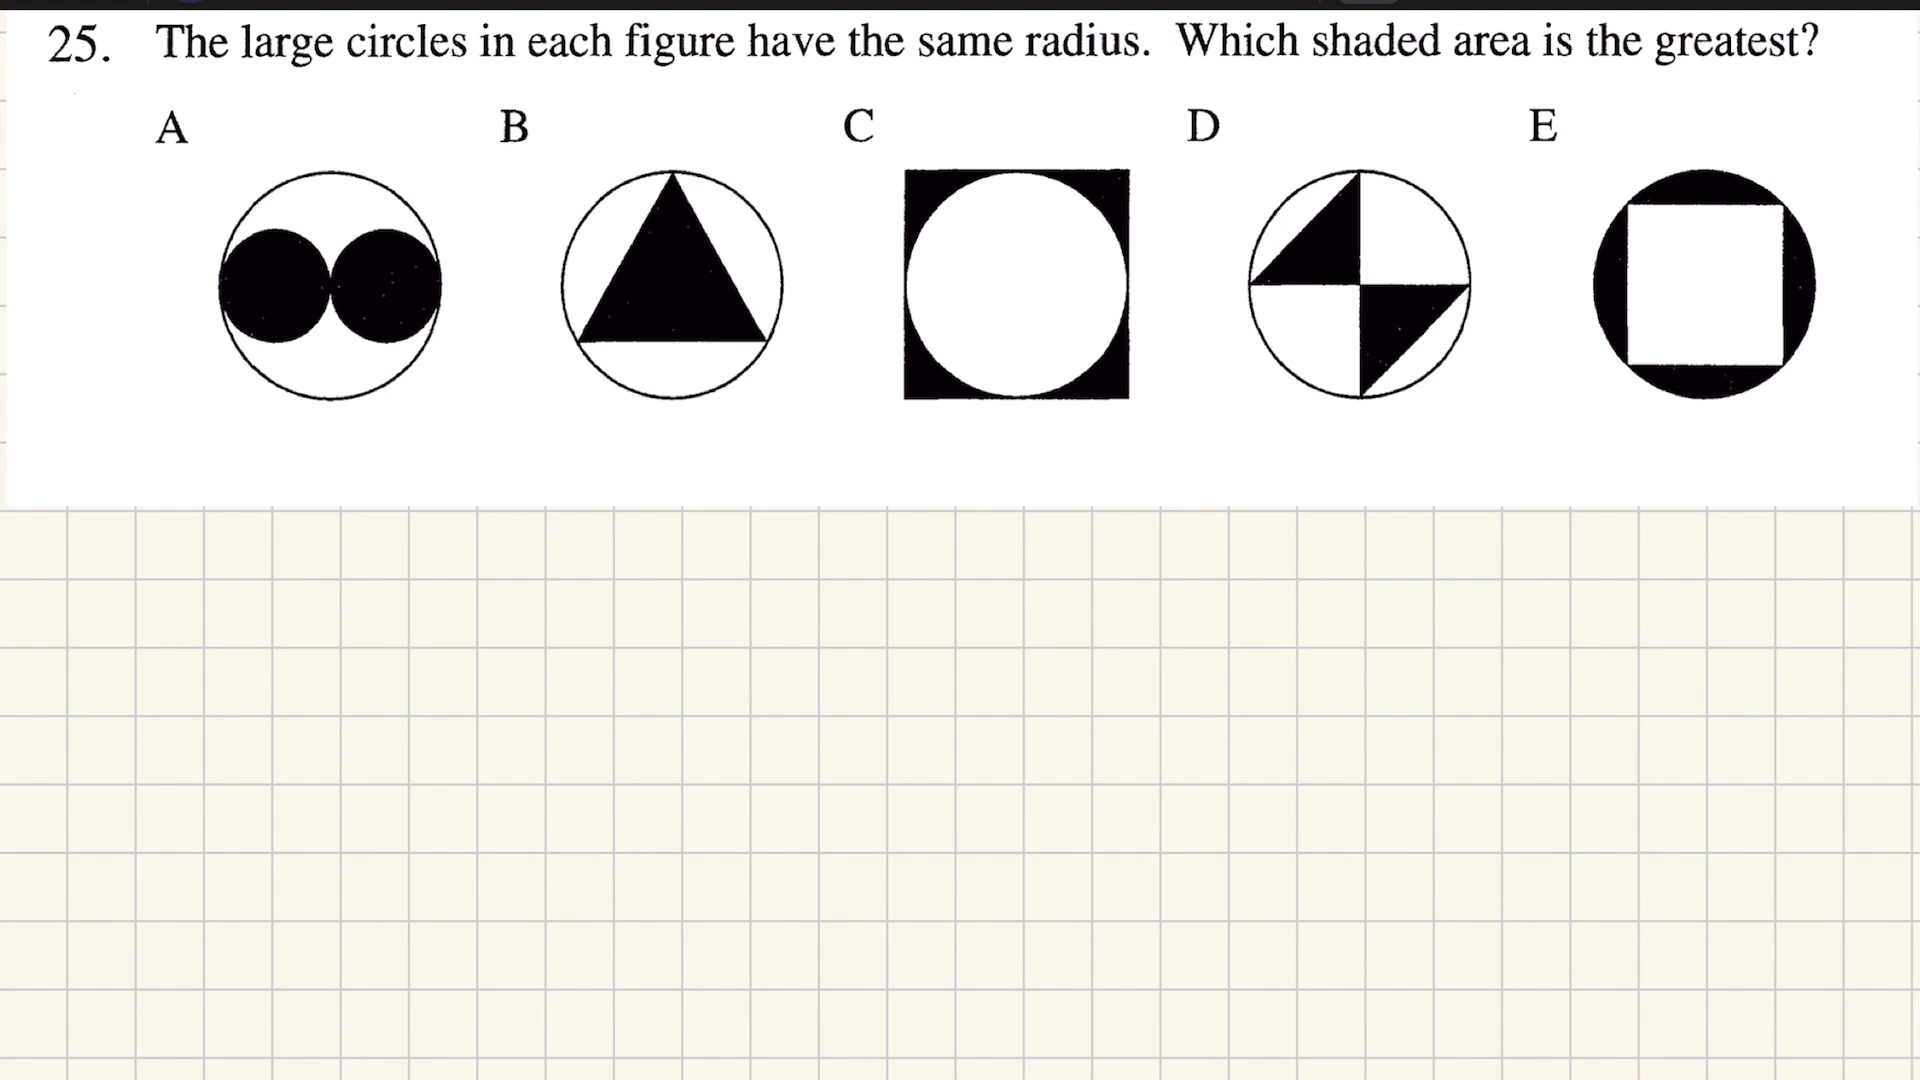 25. The large circles in each figure have the same radius. Which shaded area is the greatest?
A B C D E